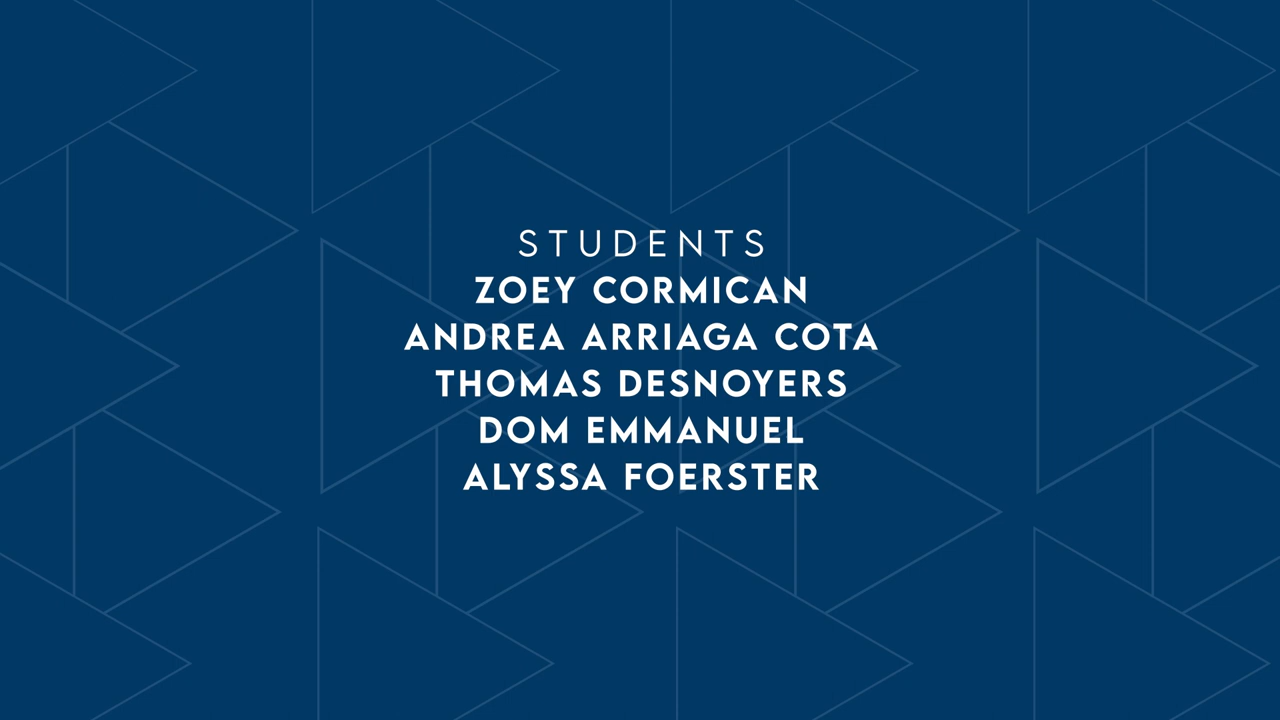 STUDENTS
ZOEY CORMICAN
ANDREA ARRIAGA COTA
THOMAS DESNOYERS
DOM EMMANUEL
ALYSSA FOERSTER